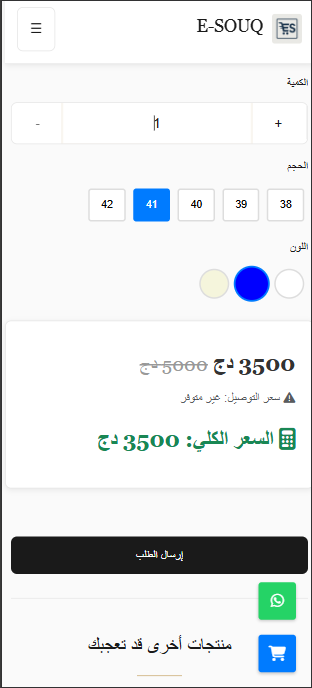 E-SOUQ
الكمية
+ 1 -
الحجم
38 39 40 41 42
اللون
3500 دج 5000 دج
سعر التوصيل: غير متوفر
السعر الكلي: 3500 دج
إرسال الطلب
منتجات أخرى قد تعجبك